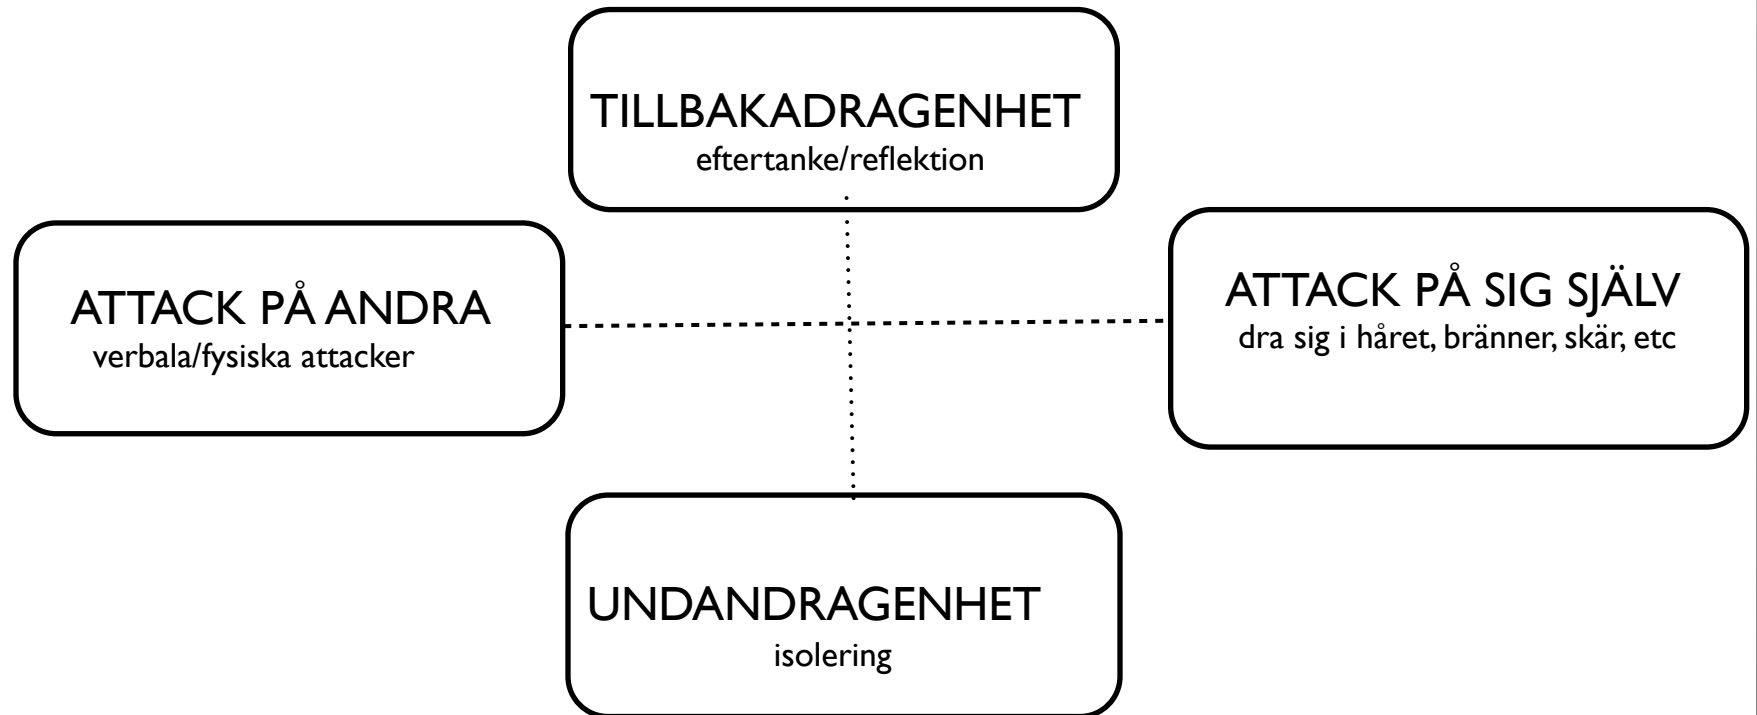 TILLBAKADRAGENHET
eftertanke/reflektion
ATTACK PÅ ANDRA
verbala/fysiska attacker
ATTACK PÅ SIG SJÄLV
dra sig i håret, bränner, skär, etc
UNDANDRAGENHET
isolering